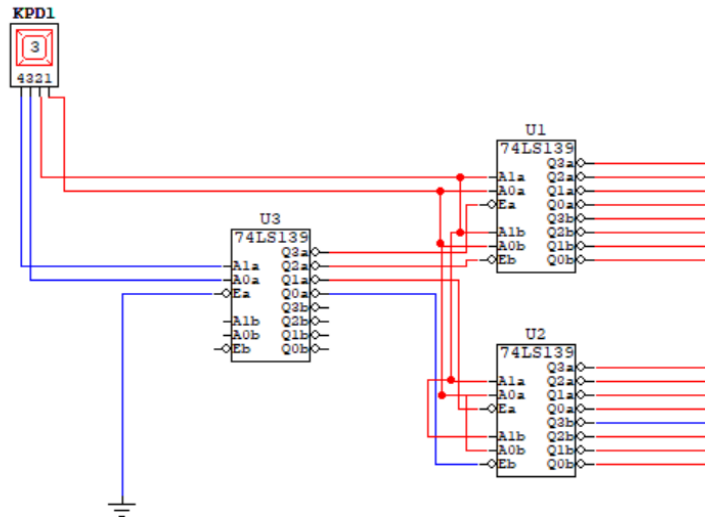 KPD1
3
4321
U1
74LS139
A1a
A0a
Ea
A1b
A0b
Eb
Q3a
Q2a
Q1a
Q0a
Q3b
Q2b
Q1b
Q0b
U3
74LS139
A1a
A0a
Ea
A1b
A0b
Eb
Q3a
Q2a
Q1a
Q0a
Q3b
Q2b
Q1b
Q0b
U2
74LS139
A1a
A0a
Ea
A1b
A0b
Eb
Q3a
Q2a
Q1a
Q0a
Q3b
Q2b
Q1b
Q0b